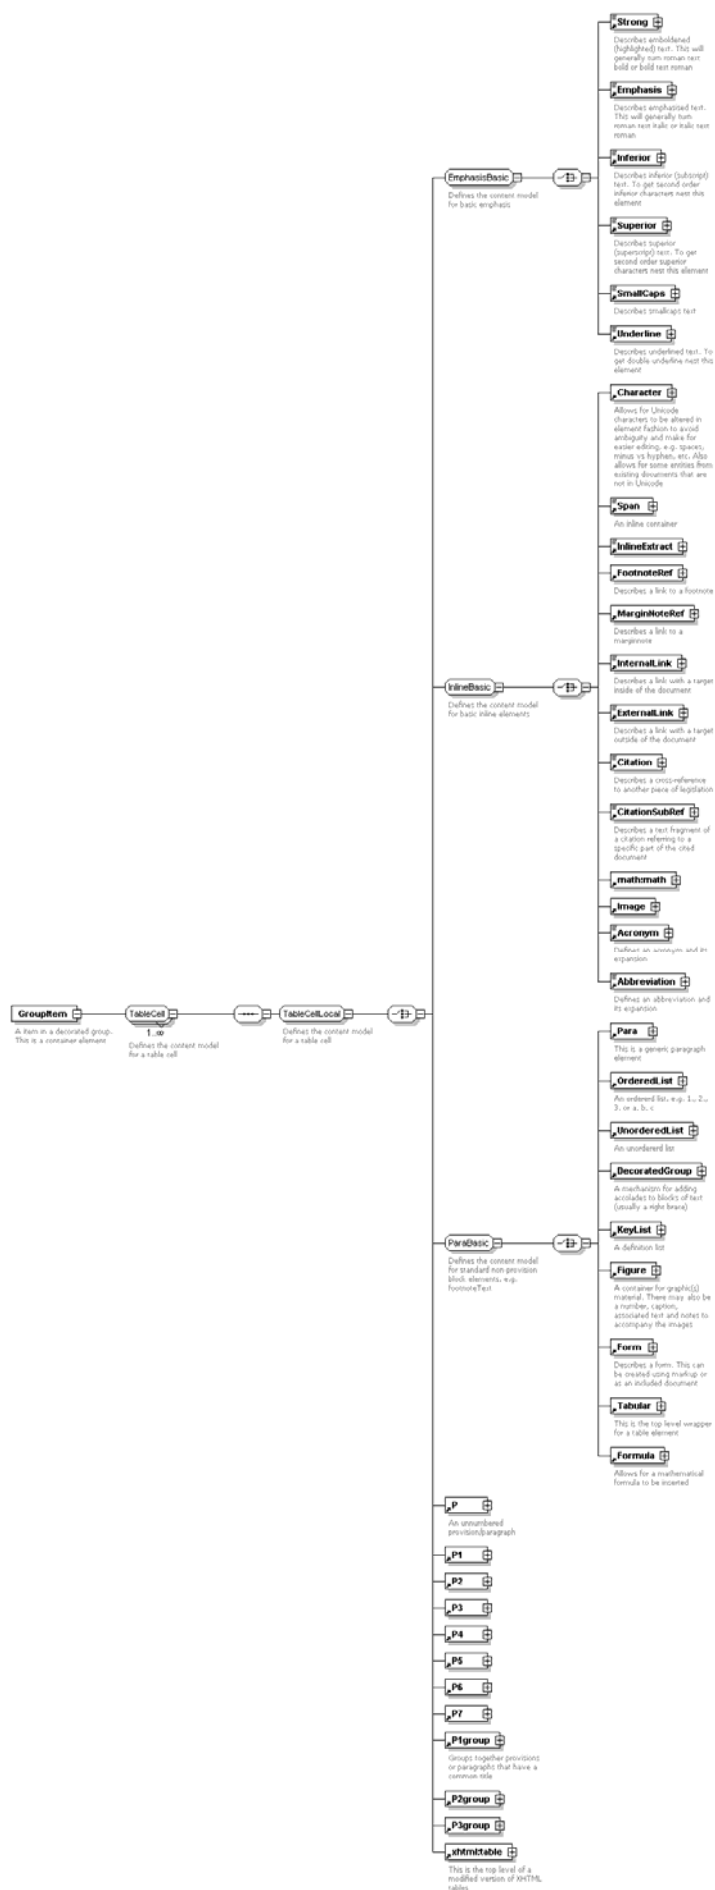 Strong
Describes emboldened
(highlighted) text. This will
generally turn roman text
bold or bold text roman
Emphasis
Describes emphasised text.
This will generally turn
roman text italic or italic text
roman
Inferior
Describes inferior (subscript)
text. To get second order
inferior characters nest this
element
Superior
Describes superior
(superscript) text. To get
second order superior
characters nest this element
SmallCaps
Describes smallcaps text
Underline
Describes underlined text. To
get double underline nest this
element
EmphasisBasic
Defines the content model
for basic emphasis
Character
Allows for Unicode
characters to be altered in
element fashion to avoid
ambiguity and make for
easier editing, e.g. spaces,
minus vs hyphen, etc. Also
allows for some entities from
existing documents that are
not in Unicode
Span
An inline container
InlineExtract
FootnoteRef
Describes a link to a footnote
MarginNoteRef
Describes a link to a
marginnote
InternalLink
Describes a link with a target
inside of the document
ExternalLink
Describes a link with a target
outside of the document
Citation
Describes a cross-reference
to another piece of legislation
CitationSubRef
Describes a text fragment of
a citation referring to a
specific part of the cited
document
math:math
Image
Acronym
Defines an acronym and its
expansion
Abbreviation
Defines an abbreviation and
its expansion
InlineBasic
Defines the content model
for basic inline elements
GroupItem
A item in a decorated group.
This is a container element
TableCell
1..∞
Defines the content model
for a table cell
TableCellLocal
Defines the content model
for a table cell
Para
This is a generic paragraph
element
OrderedList
An ordererd list, e.g. 1., 2.,
3. or a, b, c
UnorderedList
An unordererd list
DecoratedGroup
A mechanism for adding
accolades to blocks of text
(usually a right brace)
KeyList
A definition list
Figure
A container for graphic(s)
material. There may also be
a number, caption,
associated text and notes to
accompany the images
Form
Describes a form. This can
be created using markup or
as an included document
Tabular
This is the top level wrapper
for a table element
Formula
Allows for a mathematical
formula to be inserted
ParaBasic
Defines the content model
for standard non provision
block elements, e.g.
FootnoteText
P
An unnumbered
provision/paragraph
P1
P2
P3
P4
P5
P6
P7
P1group
Groups together provisions
or paragraphs that have a
common title
P2group
P3group
xhtml:table
This is the top level of a
modified version of XHTML
tables